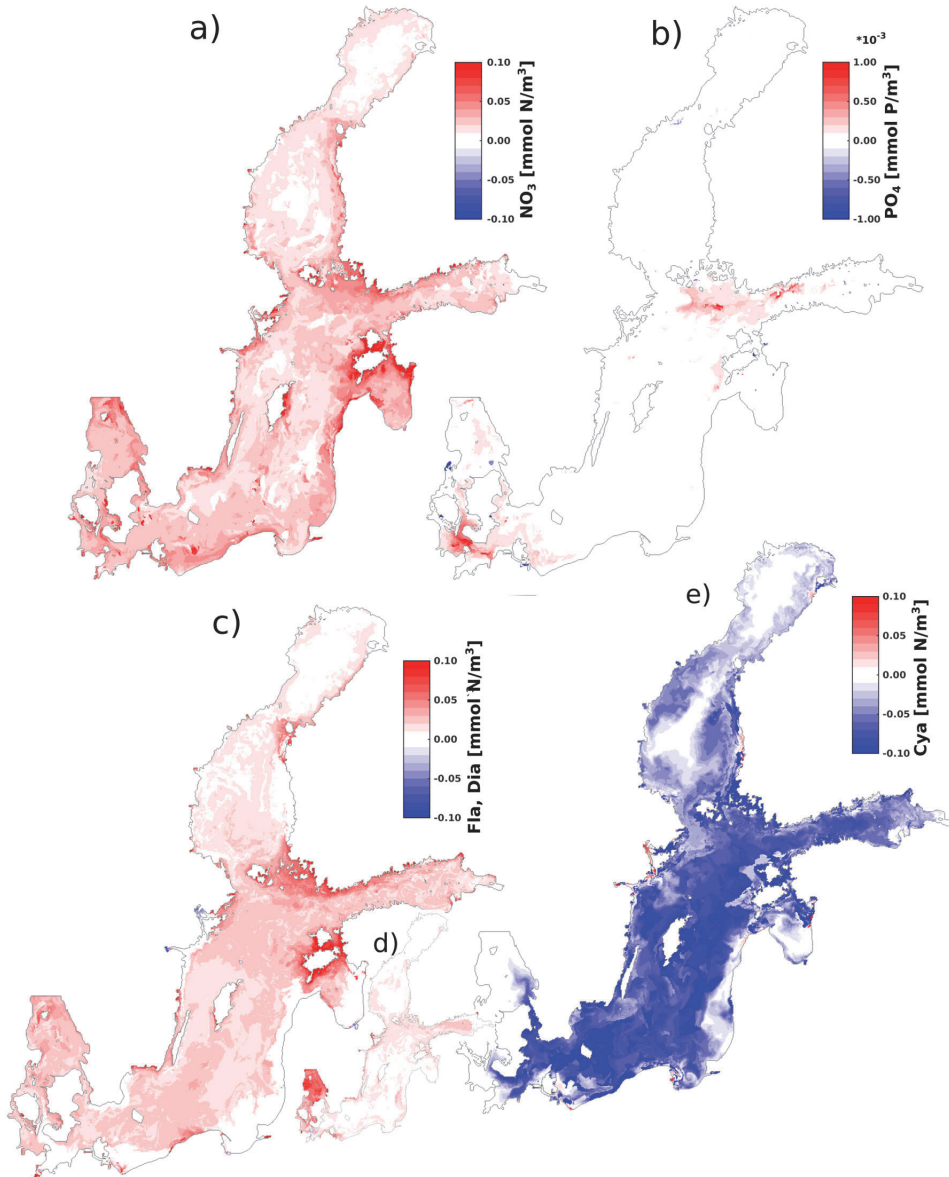 a)
0.10
0.05
0.00
-0.05
-0.10
NO₃ [mmol N/m³]
b)
*10⁻³
1.00
0.50
0.00
-0.50
-1.00
PO₄ [mmol P/m³]
c)
0.10
0.05
0.00
-0.05
-0.10
Fla, Dia [mmol N/m³]
d)
e)
0.10
0.05
0.00
-0.05
-0.10
Cya [mmol N/m³]